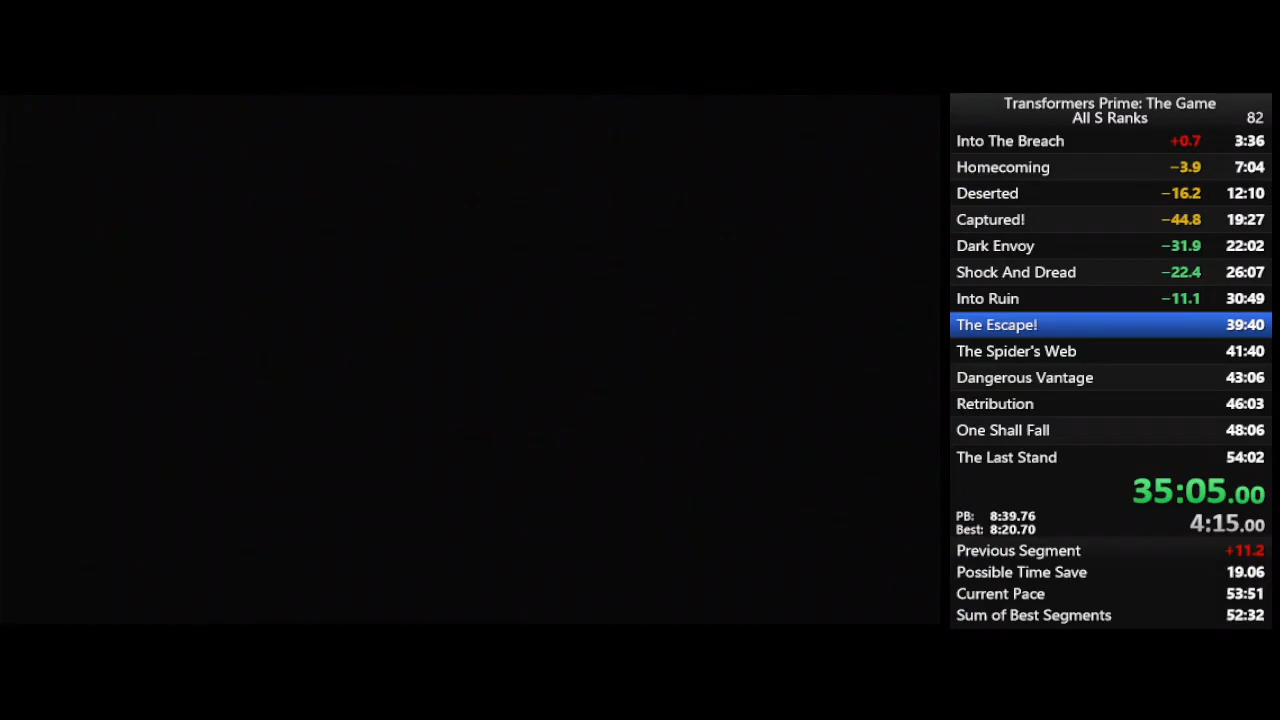 Transformers Prime: The Game
All S Ranks 82
Into The Breach +0.7 3:36
Homecoming −3.9 7:04
Deserted −16.2 12:10
Captured! −44.8 19:27
Dark Envoy −31.9 22:02
Shock And Dread −22.4 26:07
Into Ruin −11.1 30:49
The Escape! 39:40
The Spider's Web 41:40
Dangerous Vantage 43:06
Retribution 46:03
One Shall Fall 48:06
The Last Stand 54:02
35:05.00
PB: 8:39.76
Best: 8:20.70
4:15.00
Previous Segment +11.2
Possible Time Save 19.06
Current Pace 53:51
Sum of Best Segments 52:32